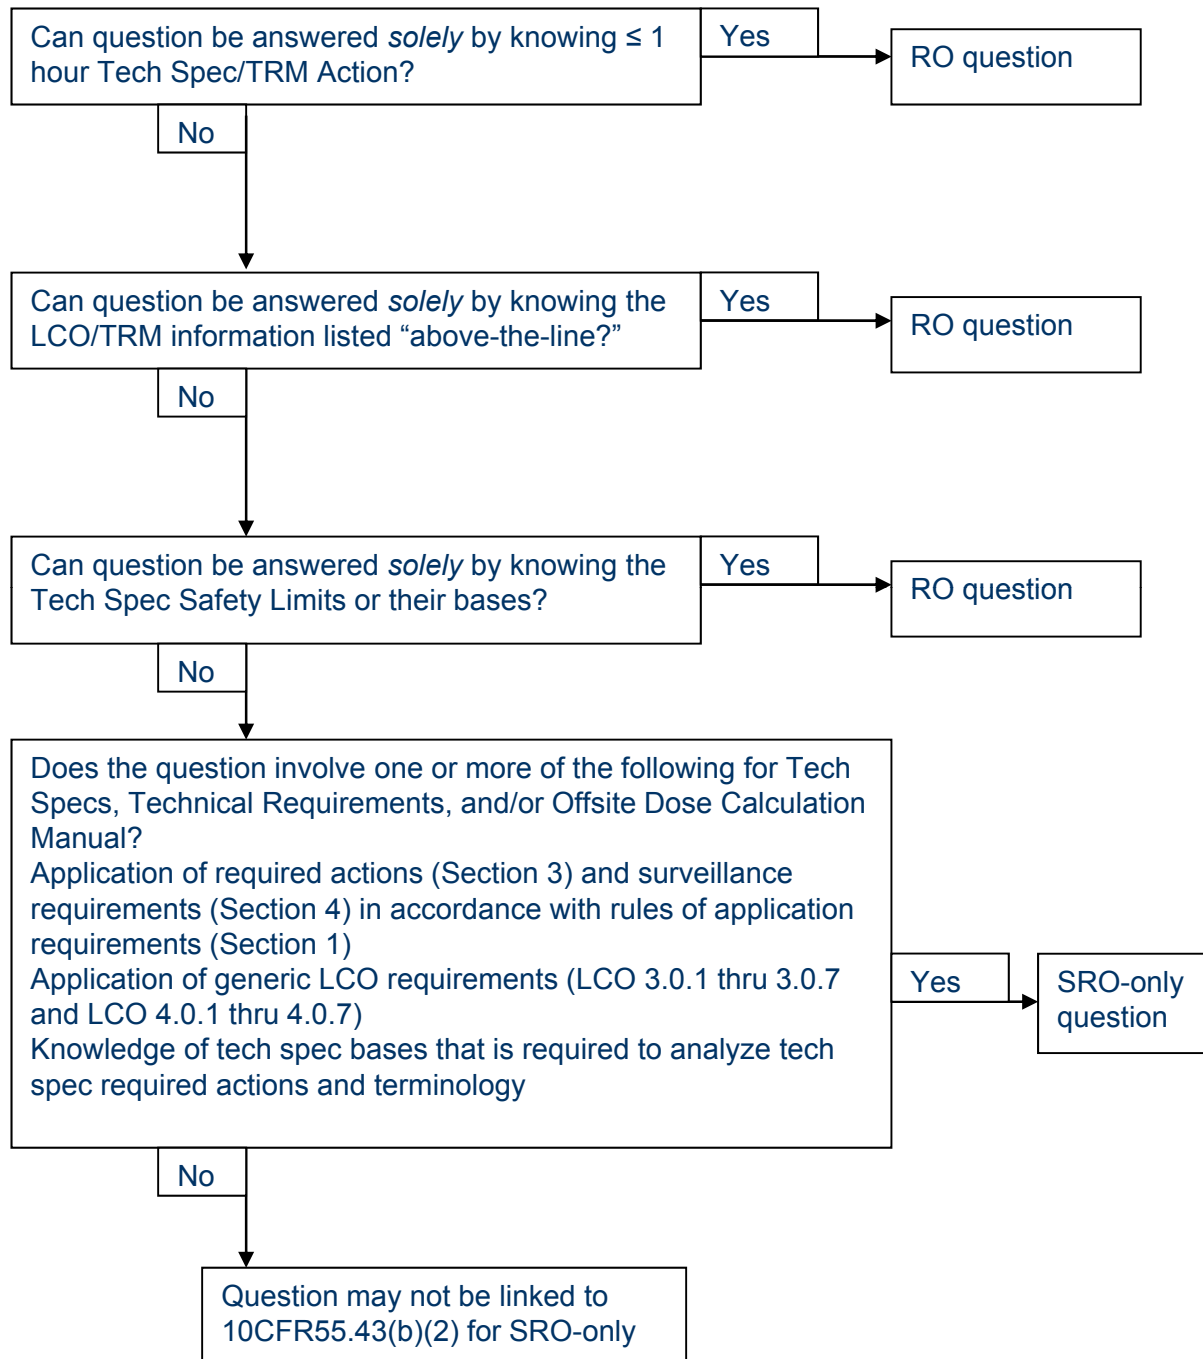 Can question be answered solely by knowing ≤ 1
hour Tech Spec/TRM Action?
Yes
RO question
No
Can question be answered solely by knowing the
LCO/TRM information listed “above-the-line?”
Yes
RO question
No
Can question be answered solely by knowing the
Tech Spec Safety Limits or their bases?
Yes
RO question
No
Does the question involve one or more of the following for Tech
Specs, Technical Requirements, and/or Offsite Dose Calculation
Manual?
Application of required actions (Section 3) and surveillance
requirements (Section 4) in accordance with rules of application
requirements (Section 1)
Application of generic LCO requirements (LCO 3.0.1 thru 3.0.7
and LCO 4.0.1 thru 4.0.7)
Knowledge of tech spec bases that is required to analyze tech
spec required actions and terminology
Yes
SRO-only
question
No
Question may not be linked to
10CFR55.43(b)(2) for SRO-only